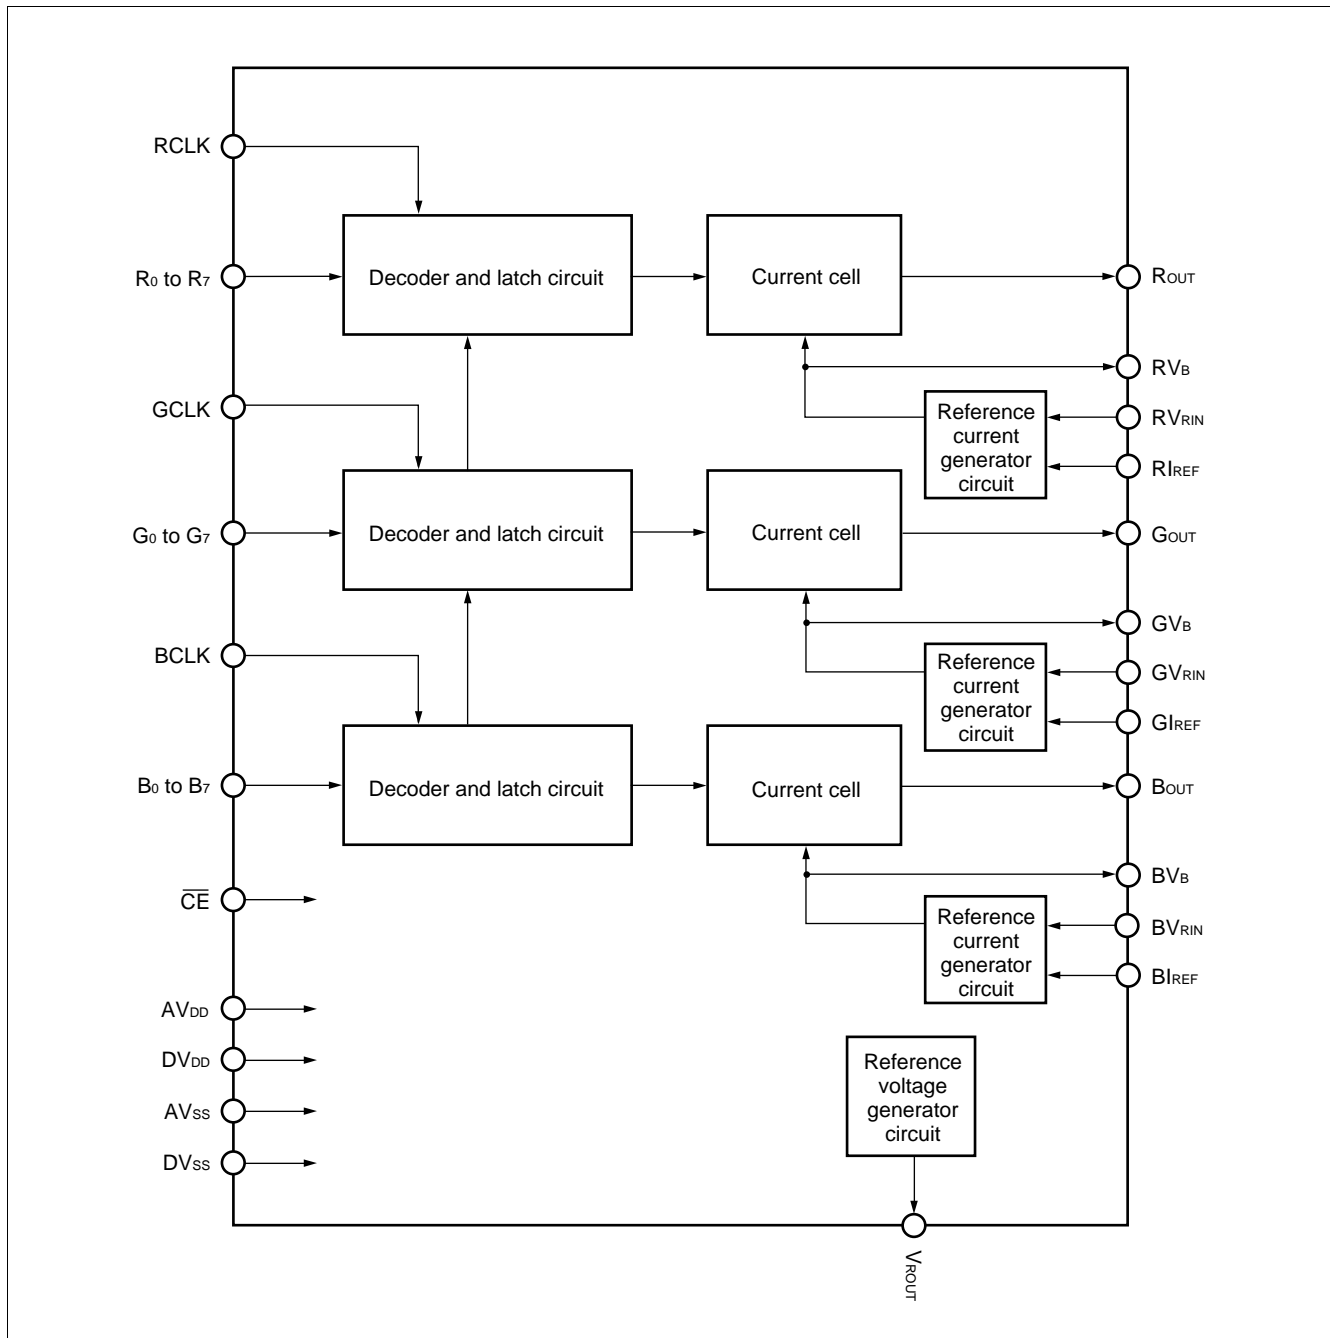 RCLK
R0 to R7
Decoder and latch circuit
Current cell
ROUT
RVB
GCLK
Reference
current
generator
circuit
RVRIN
RIREF
G0 to G7
Decoder and latch circuit
Current cell
GOUT
GVB
BCLK
Reference
current
generator
circuit
GVRIN
GIREF
B0 to B7
Decoder and latch circuit
Current cell
BOUT
BVB
C̅E̅
Reference
current
generator
circuit
BVRIN
BIREF
AVDD
DVDD
AVSS
DVSS
Reference
voltage
generator
circuit
VROUT